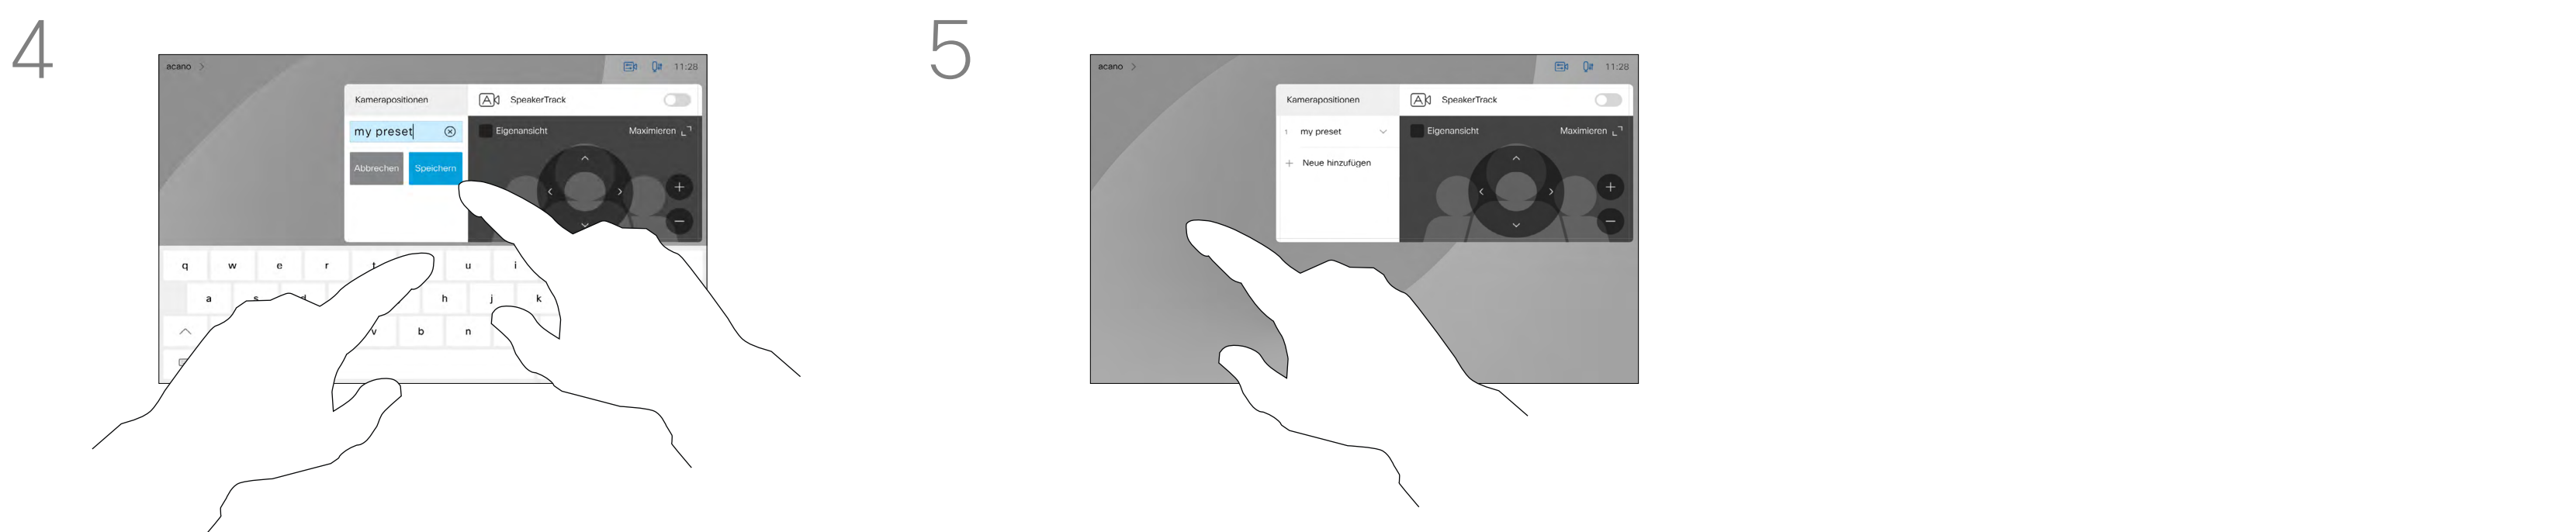 4
acano
11:28
Kamerapositionen
SpeakerTrack
my preset
Eigenansicht
Maximieren
Abbrechen
Speichern
q w e r t u i
a s d h j k
v b n
5
acano
11:28
Kamerapositionen
SpeakerTrack
1 my preset
Eigenansicht
Maximieren
+ Neue hinzufügen